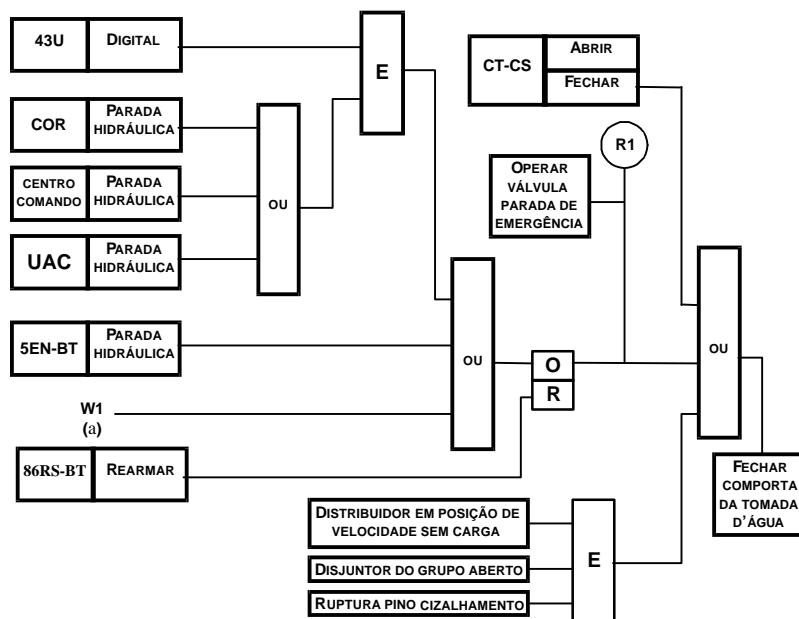 43U
DIGITAL
E
CT-CS
ABRIR
FECHAR
COR
PARADA
HIDRÁULICA
CENTRO
COMANDO
PARADA
HIDRÁULICA
UAC
PARADA
HIDRÁULICA
OU
R1
OPERAR
VÁLVULA
PARADA DE
EMERGÊNCIA
5EN-BT
PARADA
HIDRÁULICA
W1
(a)
86RS-BT
REARMAR
OU
O
R
OU
FECHAR
COMPORTA
DA TOMADA
D'ÁGUA
DISTRIBUIDOR EM POSIÇÃO DE
VELOCIDADE SEM CARGA
DISJUNTOR DO GRUPO ABERTO
RUPTURA PINO CIZALHAMENTO
E